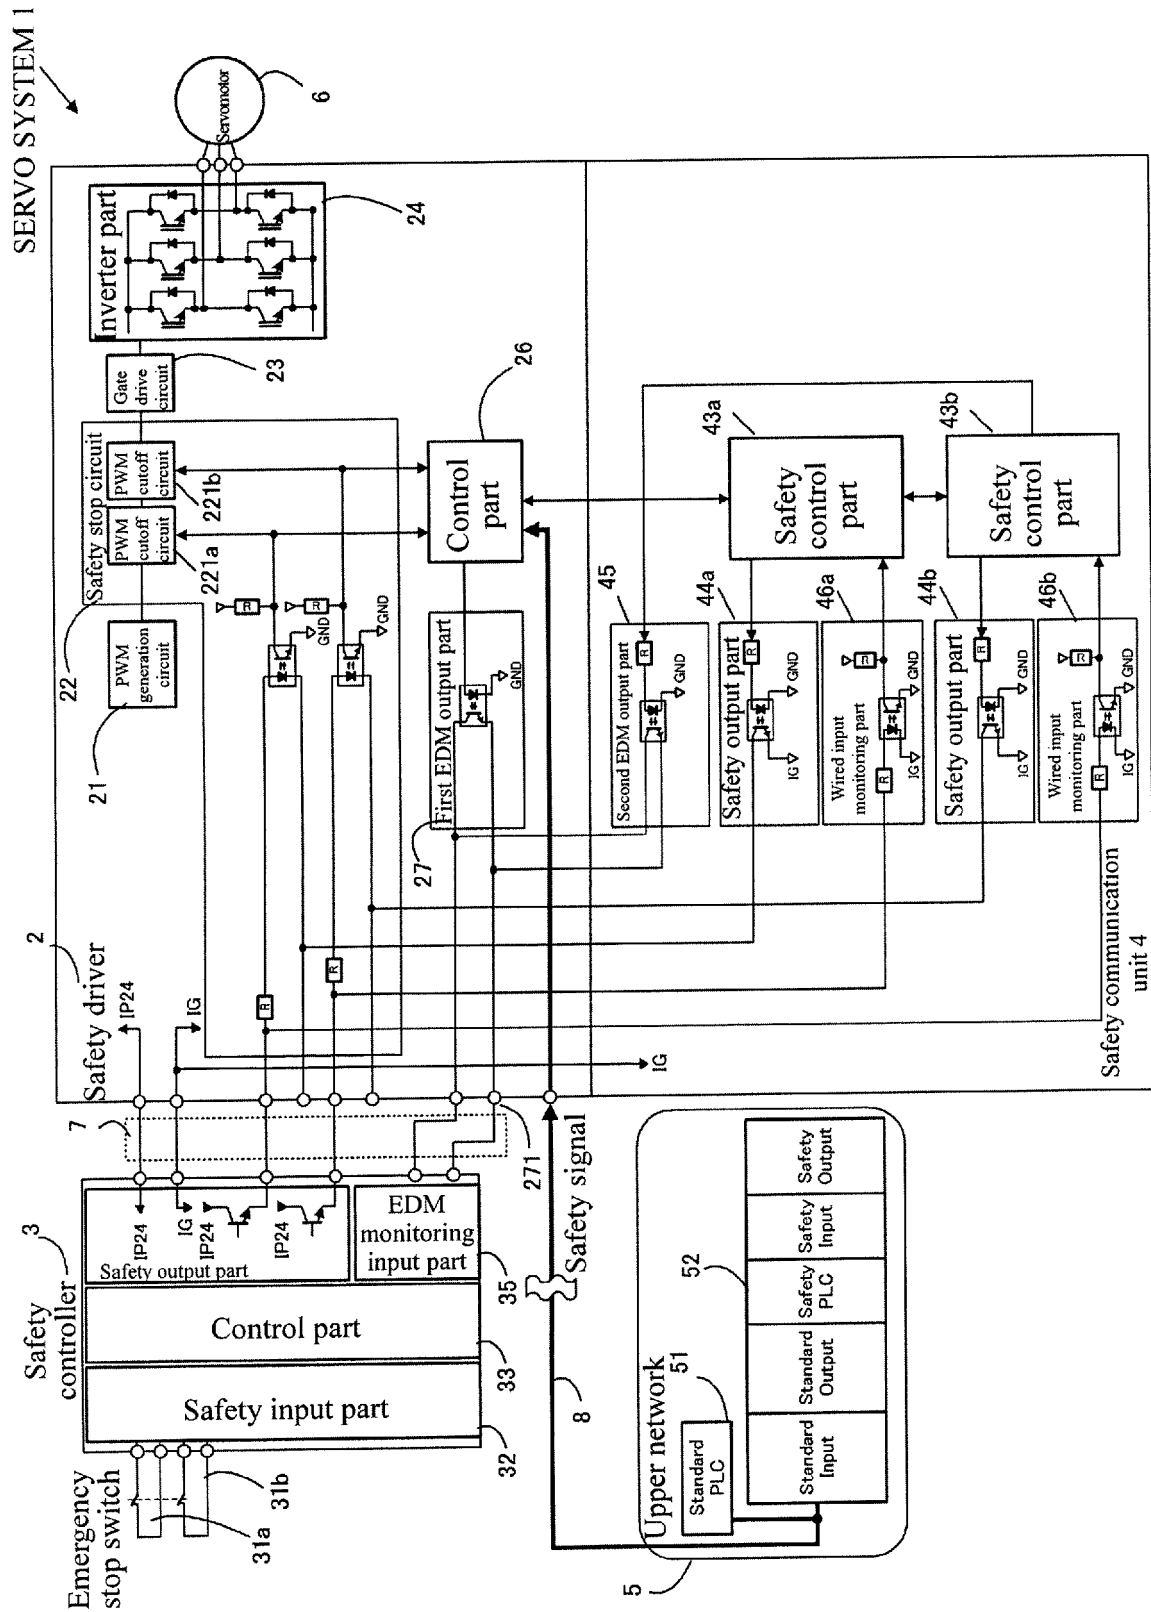 SERVO SYSTEM 1
2
Safety driver
IP24
IG
22
Safety stop circuit
21
PWM
generation
circuit
PWM
cutoff
circuit
221a
PWM
cutoff
circuit
221b
Gate
drive
circuit
23
Inverter part
24
Servomotor
6
R
R
R
R
GND
GND
IG
26
Control
part
27
First EDM output part
GND
3
Safety
controller
7
IP24
IG
IP24
IP24
Safety output part
EDM
monitoring
input part
35
Control part
33
Safety input part
32
Emergency
stop switch
31a
31b
271
Safety signal
8
45
Second EDM output part
R
GND
44a
Safety output part
R
GND
IG
46a
Wired input
monitoring part
R
R
GND
IG
44b
Safety output part
R
GND
IG
46b
Wired input
monitoring part
R
R
GND
IG
43a
Safety
control
part
43b
Safety
control
part
Safety communication
unit 4
5
Upper network
51
Standard
PLC
52
Standard
Input
Standard
Output
Safety
PLC
Safety
Input
Safety
Output